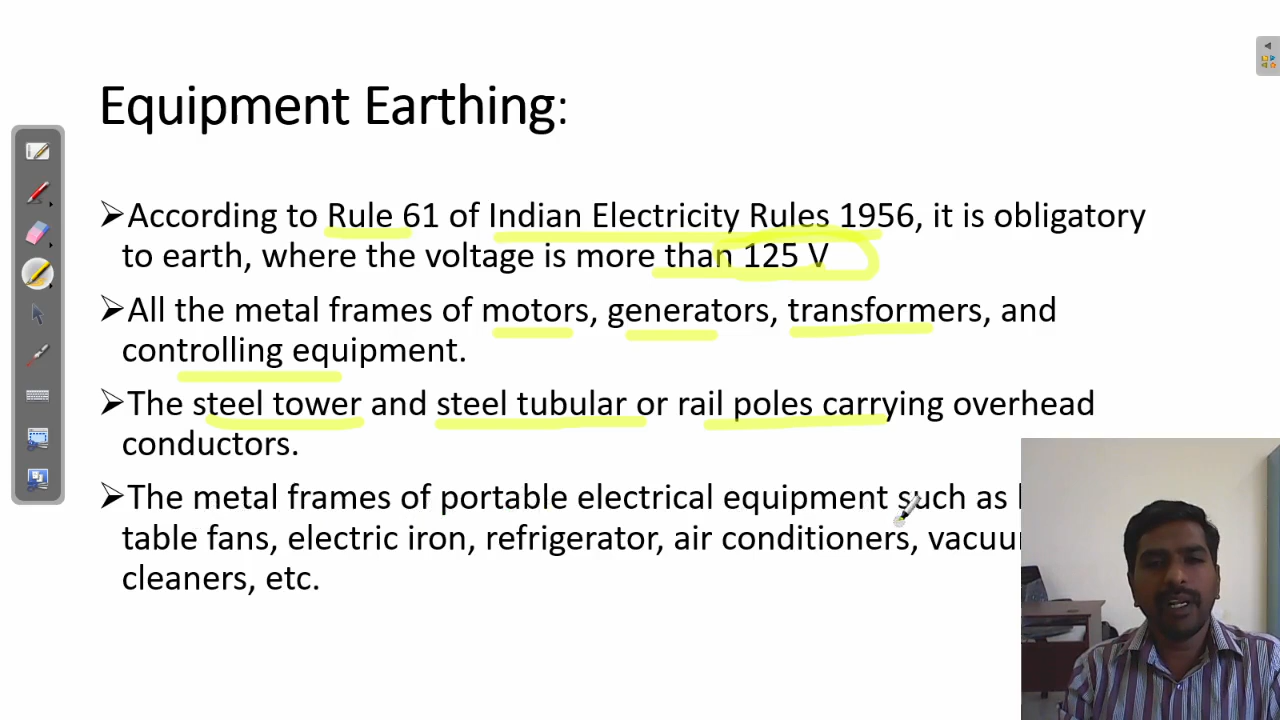 Equipment Earthing:
➢According to Rule 61 of Indian Electricity Rules 1956, it is obligatory
to earth, where the voltage is more than 125 V
➢All the metal frames of motors, generators, transformers, and
controlling equipment.
➢The steel tower and steel tubular or rail poles carrying overhead
conductors.
➢The metal frames of portable electrical equipment such as
table fans, electric iron, refrigerator, air conditioners,
cleaners, etc.